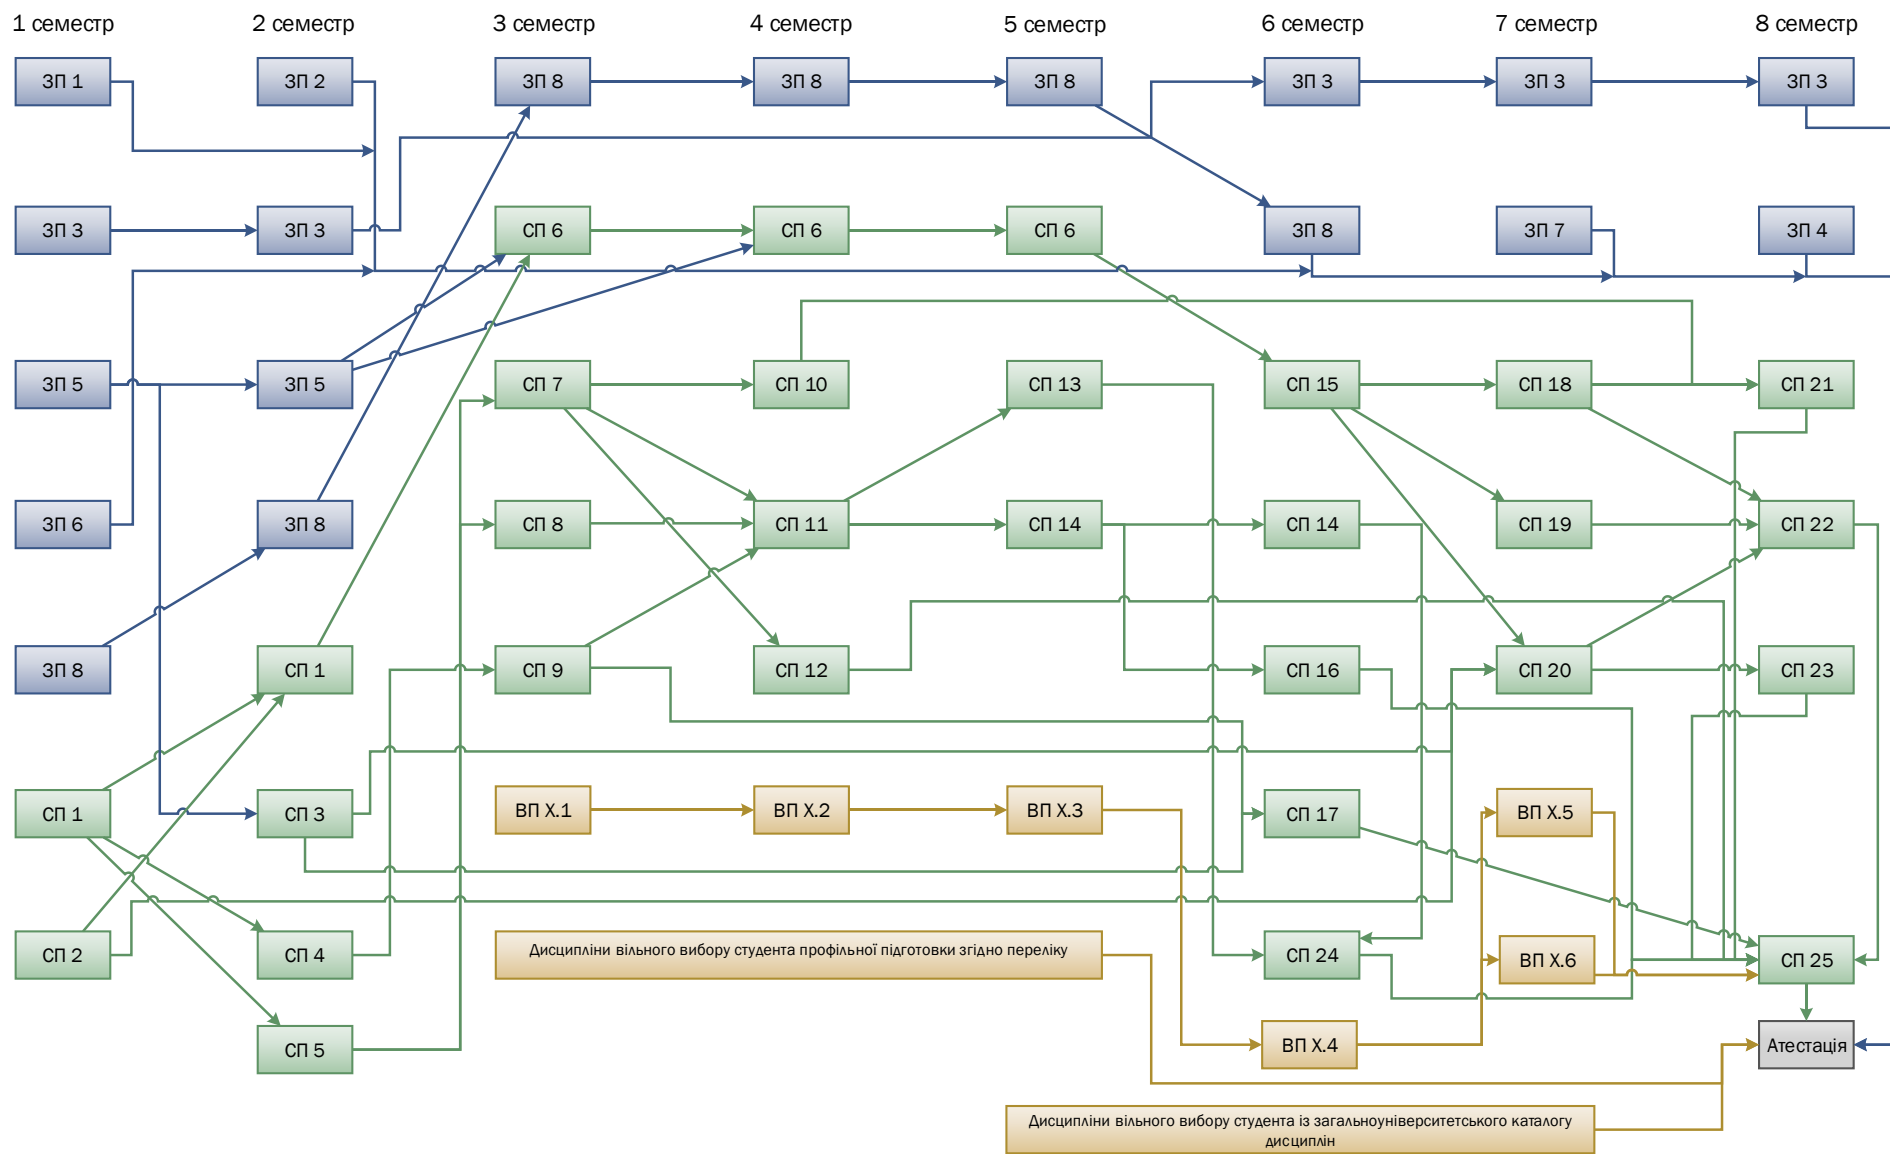 1 семестр
2 семестр
3 семестр
4 семестр
5 семестр
6 семестр
7 семестр
8 семестр
ЗП 1
ЗП 2
ЗП 8
ЗП 8
ЗП 8
ЗП 3
ЗП 3
ЗП 3
ЗП 3
ЗП 3
СП 6
СП 6
СП 6
ЗП 8
ЗП 7
ЗП 4
ЗП 5
ЗП 5
СП 7
СП 10
СП 13
СП 15
СП 18
СП 21
ЗП 6
ЗП 8
СП 8
СП 11
СП 14
СП 14
СП 19
СП 22
ЗП 8
СП 1
СП 9
СП 12
СП 16
СП 20
СП 23
СП 1
СП 3
ВП Х.1
ВП Х.2
ВП Х.3
СП 17
ВП Х.5
СП 2
СП 4
Дисципліни вільного вибору студента профільної підготовки згідно переліку
СП 24
ВП Х.6
СП 25
СП 5
ВП Х.4
Атестація
Дисципліни вільного вибору студента із загальноуніверситетського каталогу
дисциплін